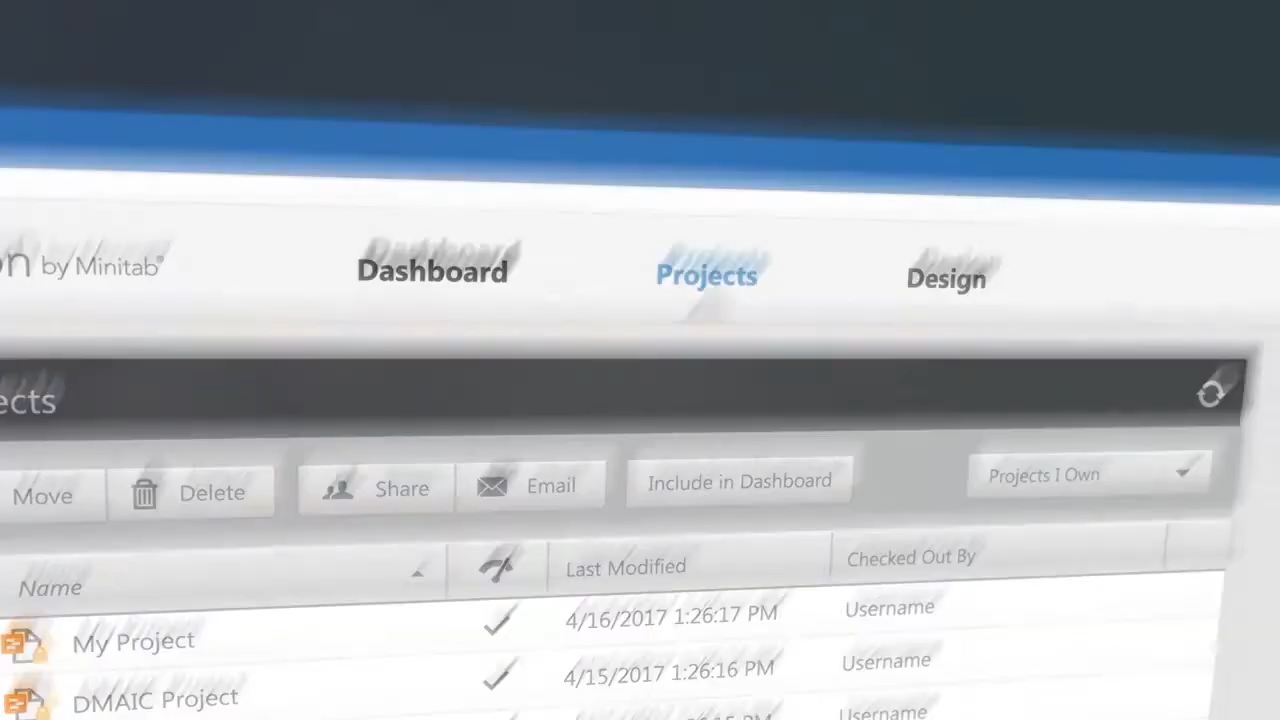 by Minitab®
Dashboard Projects Design
ects
Move Delete Share Email Include in Dashboard Projects I Own
Name Last Modified Checked Out By
My Project 4/16/2017 1:26:17 PM Username
DMAIC Project 4/15/2017 1:26:16 PM Username
Username